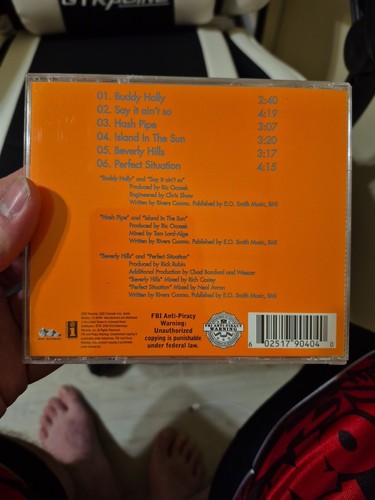 GTRACING
01. Buddy Holly 2:40
02. Say it ain't so 4:19
03. Hash Pipe 3:07
04. Island In The Sun 3:20
05. Beverly Hills 3:17
06. Perfect Situation 4:15
"Buddy Holly" and "Say it ain't so"
Produced by Ric Ocasek
Engineered by Chris Shaw
Written by Rivers Cuomo. Published by E.O. Smith Music, BMI
"Hash Pipe" and "Island in The Sun"
Produced by Ric Ocasek
Mixed by Tom Lord-Alge
Written by Rivers Cuomo. Published by E.O. Smith Music, BMI
"Beverly Hills" and "Perfect Situation"
Produced by Rick Rubin
Additional Production by Chad Bamford and Weezer
"Beverly Hills" Mixed by Rich Costey
"Perfect Situation" Mixed by Neal Avron
Written by Rivers Cuomo. Published by E.O. Smith Music, BMI
FBI Anti-Piracy
Warning:
Unauthorized
copying is punishable
under federal law.
FBI ANTI-PIRACY
WARNING
6 02517 90404 0